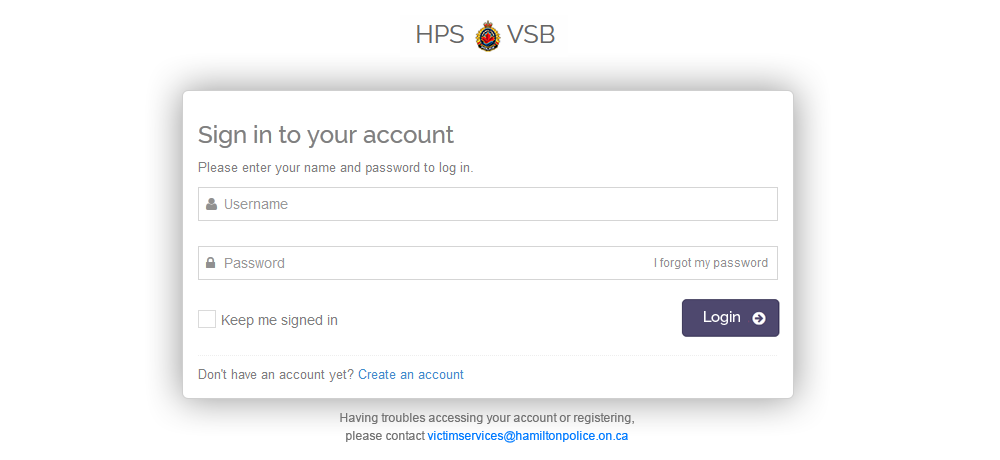 HPS VSB
Sign in to your account
Please enter your name and password to log in.
Username
Password I forgot my password
Keep me signed in Login
Don't have an account yet? Create an account
Having troubles accessing your account or registering,
please contact victimservices@hamiltonpolice.on.ca